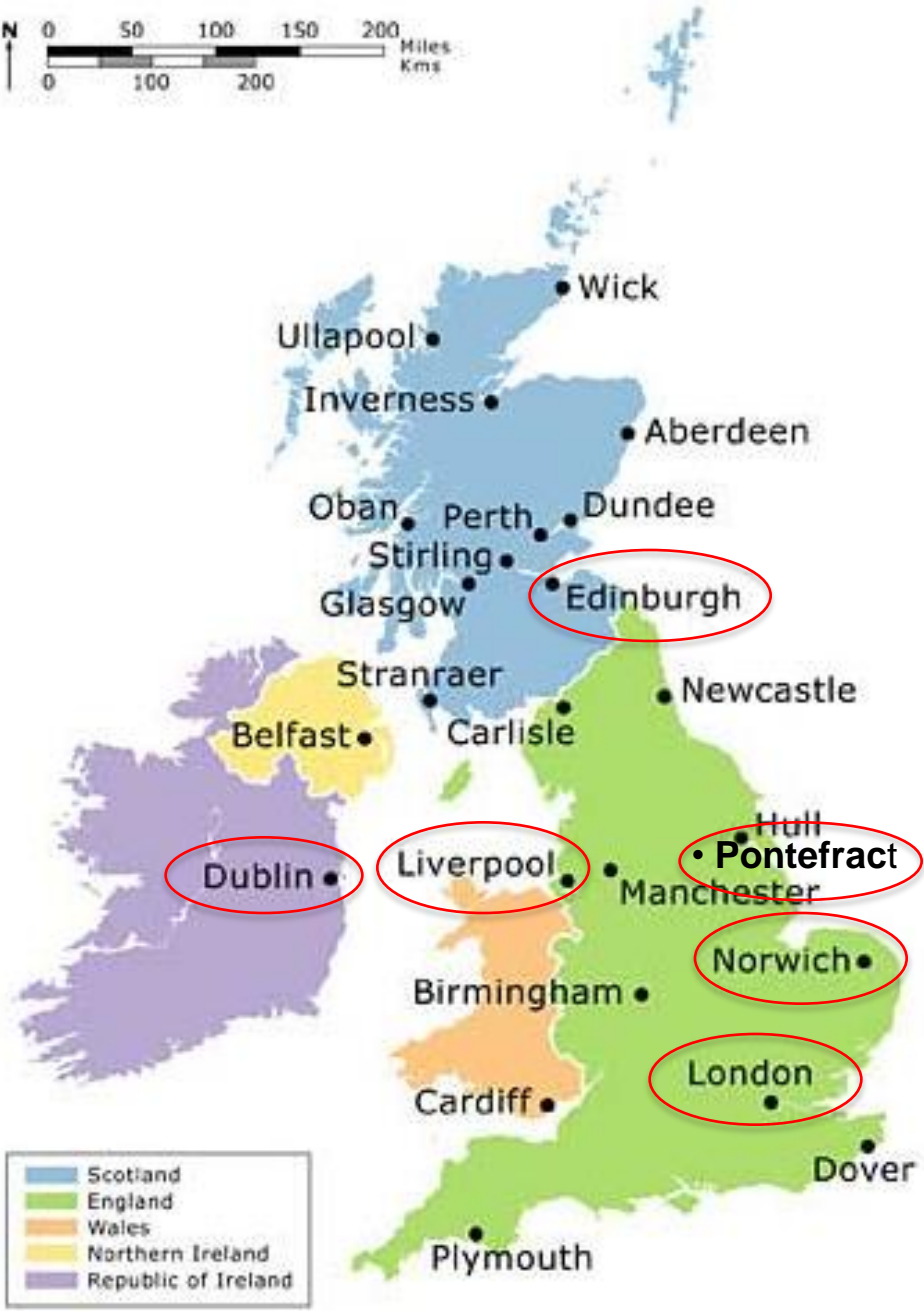 N 0 50 100 150 200
Miles
Kms
0 100 200
Wick
Ullapool
Inverness
Aberdeen
Oban
Perth
Dundee
Stirling
Glasgow
Edinburgh
Stranraer
Newcastle
Belfast
Carlisle
Hull
• Pontefract
Dublin
Liverpool
Manchester
Norwich
Birmingham
London
Cardiff
Dover
Plymouth
Scotland
England
Wales
Northern Ireland
Republic of Ireland